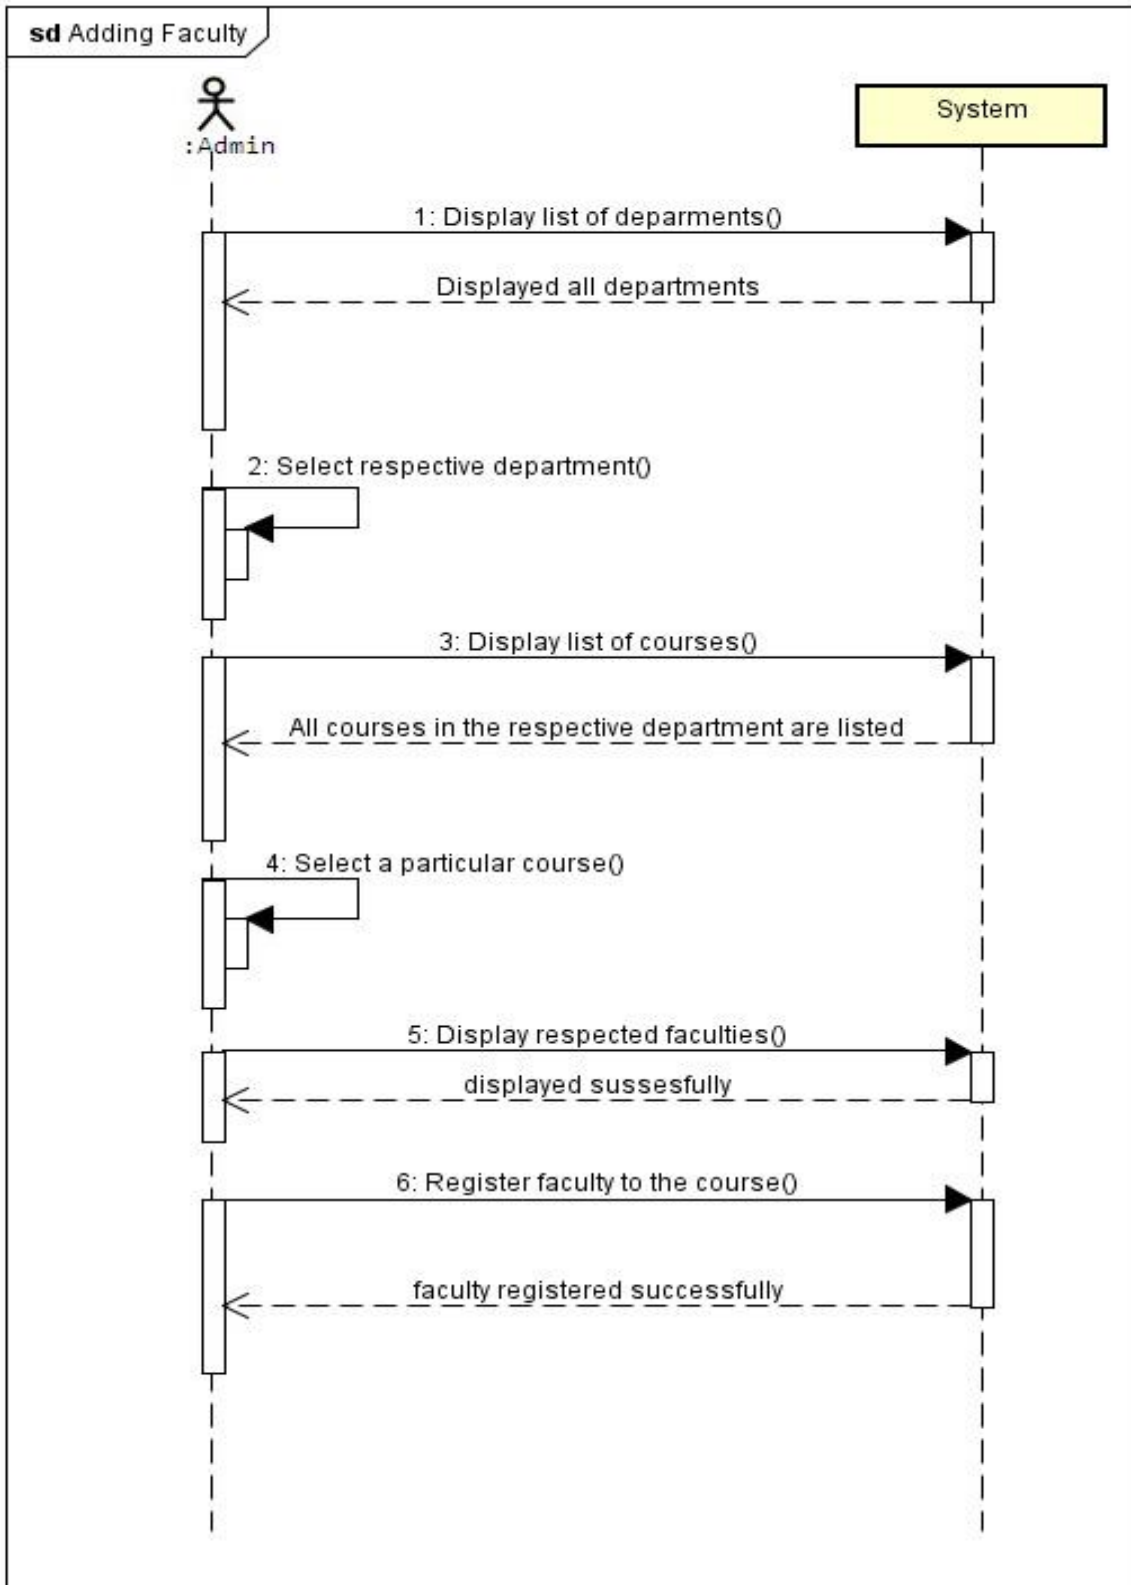 sd Adding Faculty
:Admin
System
1: Display list of deparments()
Displayed all departments
2: Select respective department()
3: Display list of courses()
All courses in the respective department are listed
4: Select a particular course()
5: Display respected faculties()
displayed sussesfully
6: Register faculty to the course()
faculty registered successfully